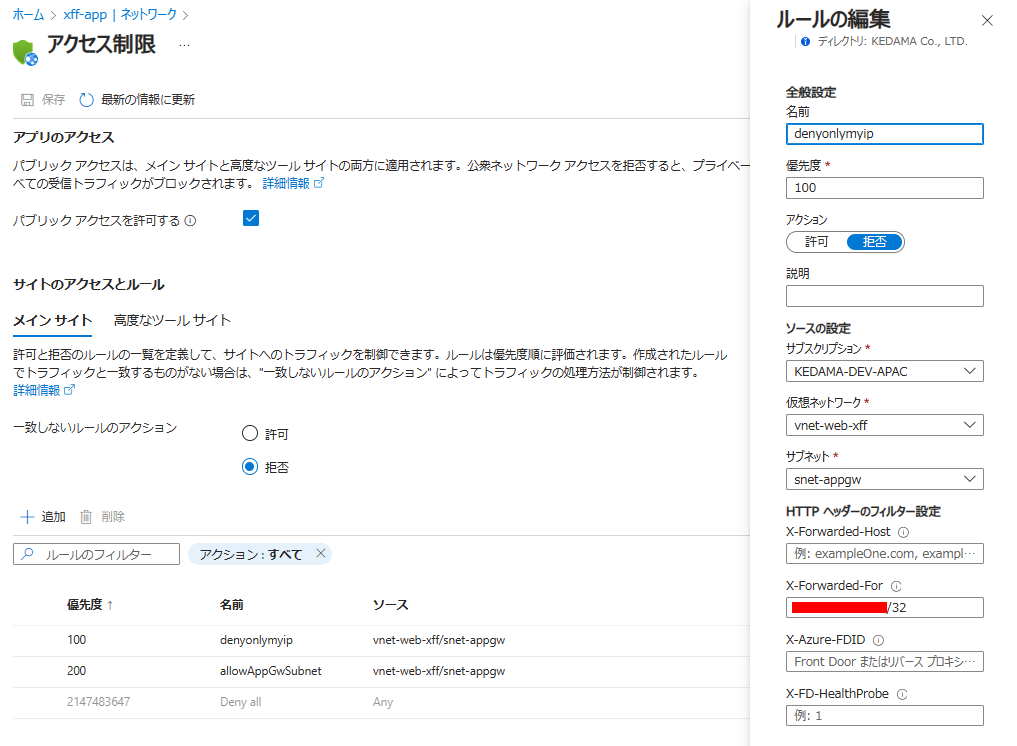 ホーム > xff-app | ネットワーク >
アクセス制限 …
保存 最新の情報に更新
アプリのアクセス
パブリック アクセスは、メイン サイトと高度なツール サイトの両方に適用されます。公衆ネットワーク アクセスを拒否すると、プライベー
べての受信トラフィックがブロックされます。 詳細情報
パブリック アクセスを許可する
サイトのアクセスとルール
メイン サイト 高度なツール サイト
許可と拒否のルールの一覧を定義して、サイトへのトラフィックを制御できます。ルールは優先度順に評価されます。作成されたルール
でトラフィックと一致するものがない場合は、"一致しないルールのアクション" によってトラフィックの処理方法が制御されます。
詳細情報
一致しないルールのアクション
許可
拒否
追加 削除
ルールのフィルター アクション : すべて
優先度 ↑ 名前 ソース
100 denyonlymyip vnet-web-xff/snet-appgw
200 allowAppGwSubnet vnet-web-xff/snet-appgw
2147483647 Deny all Any
ルールの編集
ディレクトリ: KEDAMA Co., LTD.
全般設定
名前
denyonlymyip
優先度 *
100
アクション
許可 拒否
説明
ソースの設定
サブスクリプション *
KEDAMA-DEV-APAC
仮想ネットワーク *
vnet-web-xff
サブネット *
snet-appgw
HTTP ヘッダーのフィルター設定
X-Forwarded-Host
例: exampleOne.com, exampl…
X-Forwarded-For
/32
X-Azure-FDID
Front Door またはリバース プロキシ…
X-FD-HealthProbe
例: 1